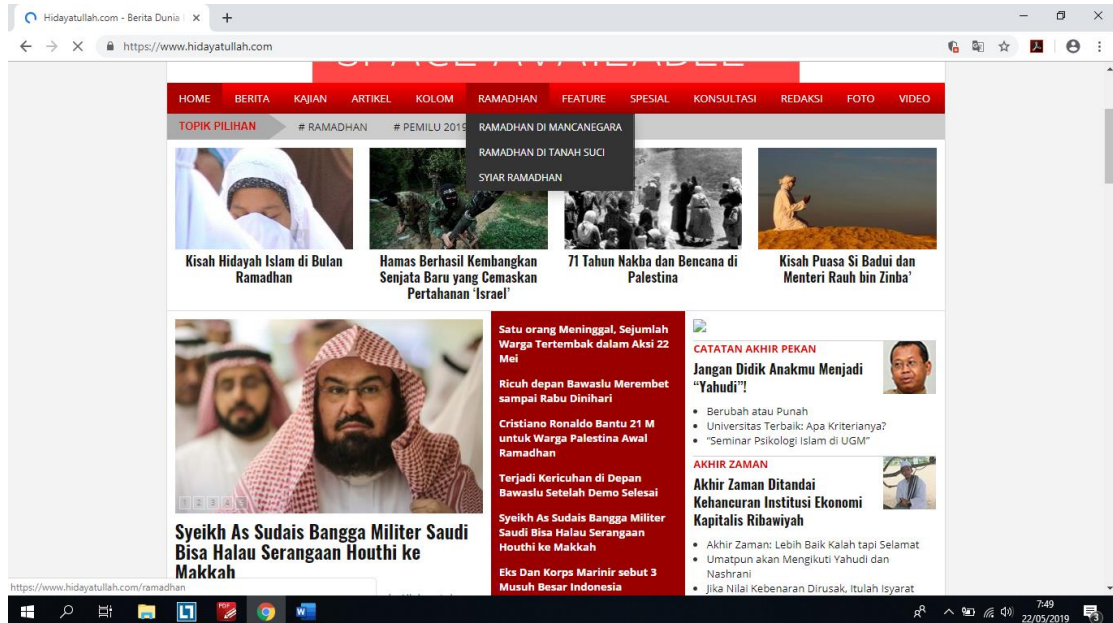 Hidayatullah.com - Berita Dunia
https://www.hidayatullah.com
SPACE AVAILABLE
HOME BERITA KAJIAN ARTIKEL KOLOM RAMADHAN FEATURE SPESIAL KONSULTASI REDAKSI FOTO VIDEO
TOPIK PILIHAN # RAMADHAN # PEMILU 2019
RAMADHAN DI MANCANEGARA
RAMADHAN DI TANAH SUCI
SYIAR RAMADHAN
Kisah Hidayah Islam di Bulan
Ramadhan
Hamas Berhasil Kembangkan
Senjata Baru yang Cemaskan
Pertahanan ‘Israel’
71 Tahun Nakba dan Bencana di
Palestina
Kisah Puasa Si Badui dan
Menteri Rauh bin Zinba’
1 2 3 4 5
Syeikh As Sudais Bangga Militer Saudi
Bisa Halau Serangaan Houthi ke
Makkah
Satu orang Meninggal, Sejumlah
Warga Tertembak dalam Aksi 22
Mei
Ricuh depan Bawaslu Merembet
sampai Rabu Dinihari
Cristiano Ronaldo Bantu 21 M
untuk Warga Palestina Awal
Ramadhan
Terjadi Kericuhan di Depan
Bawaslu Setelah Demo Selesai
Syeikh As Sudais Bangga Militer
Saudi Bisa Halau Serangaan
Houthi ke Makkah
Eks Dan Korps Marinir sebut 3
Musuh Besar Indonesia
CATATAN AKHIR PEKAN
Jangan Didik Anakmu Menjadi
“Yahudi”!
Berubah atau Punah
Universitas Terbaik: Apa Kriterianya?
“Seminar Psikologi Islam di UGM”
AKHIR ZAMAN
Akhir Zaman Ditandai
Kehancuran Institusi Ekonomi
Kapitalis Ribawiyah
Akhir Zaman: Lebih Baik Kalah tapi Selamat
Umatpun akan Mengikuti Yahudi dan
Nashrani
Jika Nilai Kebenaran Dirusak, Itulah Isyarat
https://www.hidayatullah.com/ramadhan
7:49
22/05/2019